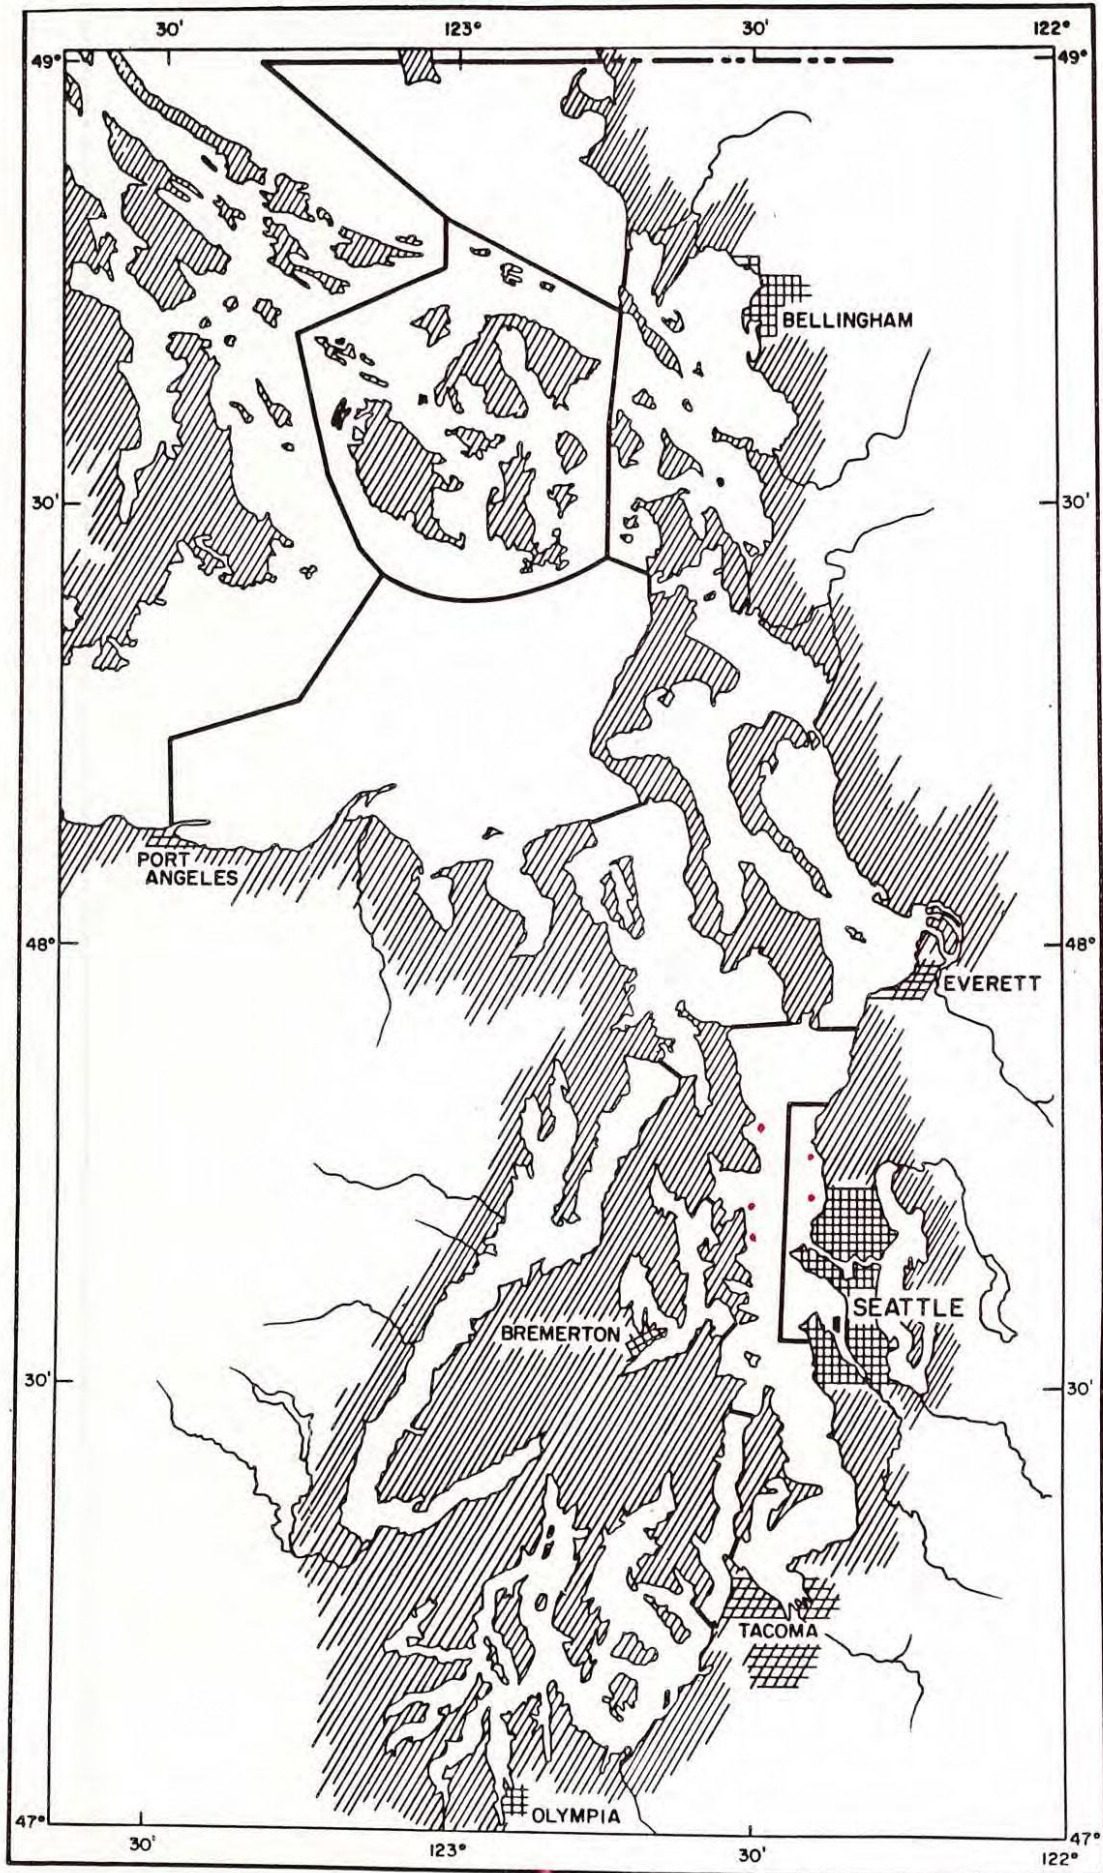 30'
123°
30'
122°
49°
49°
BELLINGHAM
30'
30'
PORT
ANGELES
48°
48°
EVERETT
SEATTLE
BREMERTON
30'
30'
TACOMA
OLYMPIA
47°
47°
30'
123°
30'
122°